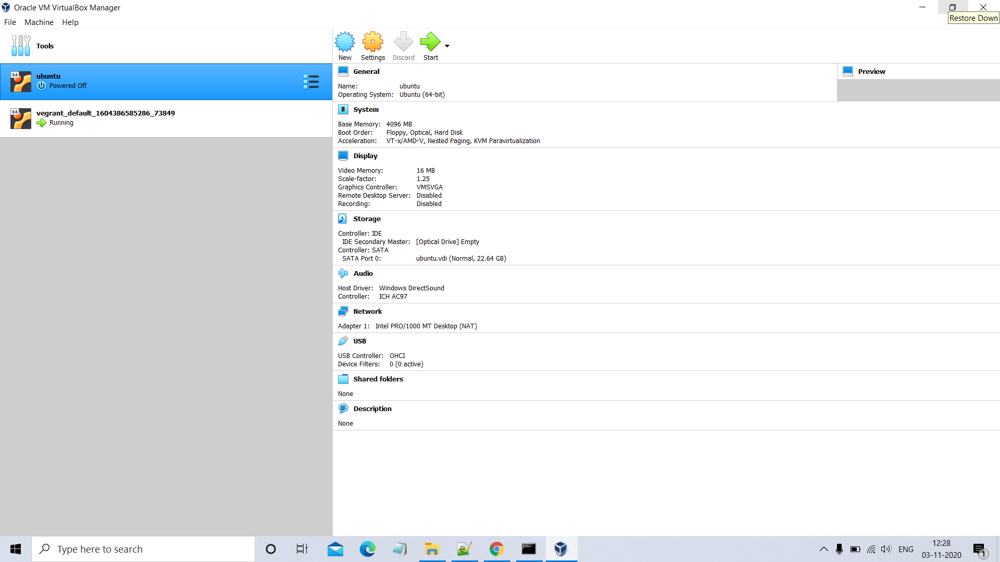 Oracle VM VirtualBox Manager
Restore Down
File Machine Help
Tools
New Settings Discard Start
64
ubuntu
Powered Off
64
vegrant_default_1604386585286_73849
Running
General
Name: ubuntu
Operating System: Ubuntu (64-bit)
Preview
System
Base Memory: 4096 MB
Boot Order: Floppy, Optical, Hard Disk
Acceleration: VT-x/AMD-V, Nested Paging, KVM Paravirtualization
Display
Video Memory: 16 MB
Scale-factor: 1.25
Graphics Controller: VMSVGA
Remote Desktop Server: Disabled
Recording: Disabled
Storage
Controller: IDE
IDE Secondary Master: [Optical Drive] Empty
Controller: SATA
SATA Port 0: ubuntu.vdi (Normal, 22.64 GB)
Audio
Host Driver: Windows DirectSound
Controller: ICH AC97
Network
Adapter 1: Intel PRO/1000 MT Desktop (NAT)
USB
USB Controller: OHCI
Device Filters: 0 (0 active)
Shared folders
None
Description
None
Type here to search
ENG
12:28
03-11-2020
1